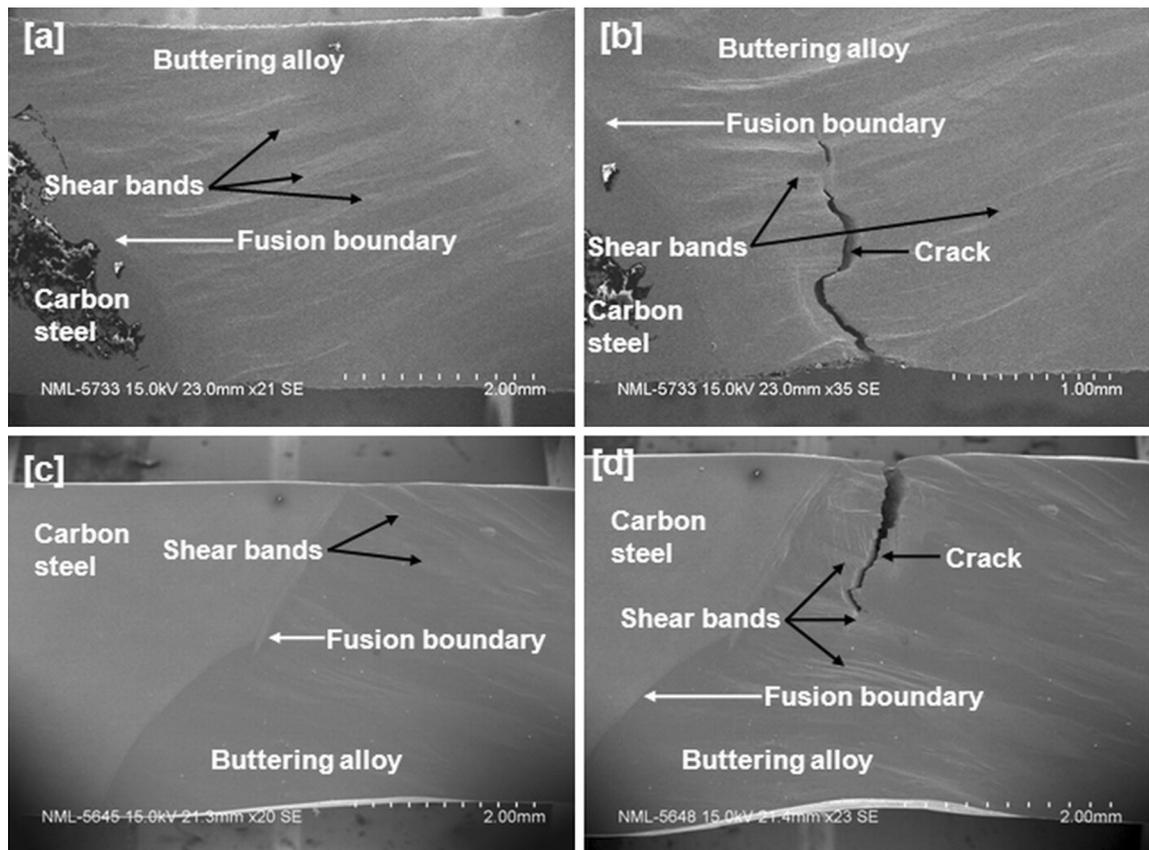 [a]
Buttering alloy
Shear bands
Fusion boundary
Carbon
steel
NML-5733 15.0kV 23.0mm x21 SE
2.00mm
[b]
Buttering alloy
Fusion boundary
Shear bands
Crack
Carbon
steel
NML-5733 15.0kV 23.0mm x35 SE
1.00mm
[c]
Carbon
steel
Shear bands
Fusion boundary
Buttering alloy
NML-5645 15.0kV 21.3mm x20 SE
2.00mm
[d]
Carbon
steel
Crack
Shear bands
Fusion boundary
Buttering alloy
NML-5648 15.0kV 21.4mm x23 SE
2.00mm